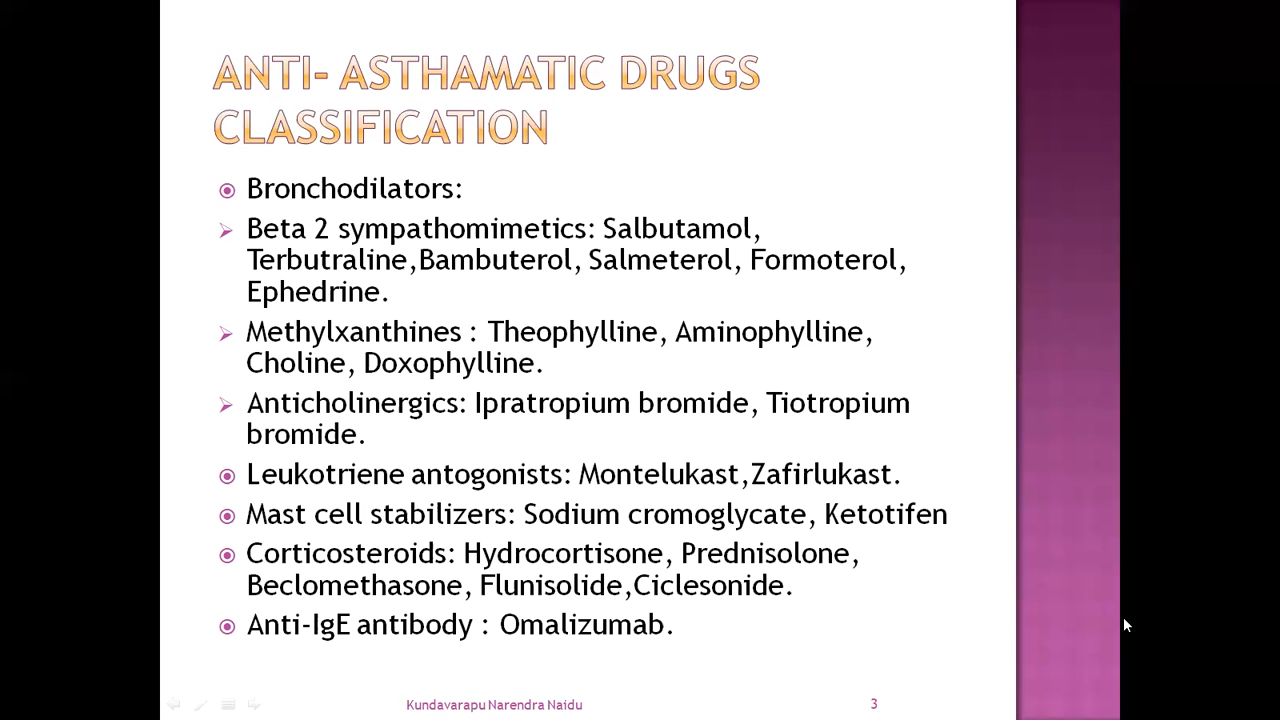 ANTI- ASTHAMATIC DRUGS
CLASSIFICATION
Bronchodilators:
Beta 2 sympathomimetics: Salbutamol,
Terbutraline,Bambuterol, Salmeterol, Formoterol,
Ephedrine.
Methylxanthines : Theophylline, Aminophylline,
Choline, Doxophylline.
Anticholinergics: Ipratropium bromide, Tiotropium
bromide.
Leukotriene antogonists: Montelukast,Zafirlukast.
Mast cell stabilizers: Sodium cromoglycate, Ketotifen
Corticosteroids: Hydrocortisone, Prednisolone,
Beclomethasone, Flunisolide,Ciclesonide.
Anti-IgE antibody : Omalizumab.
Kundavarapu Narendra Naidu
3